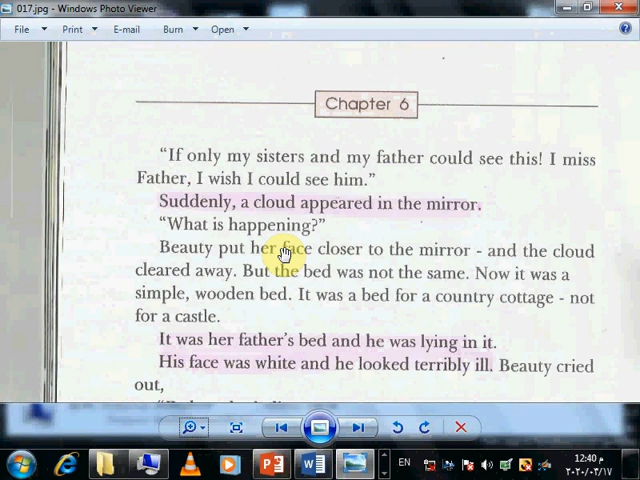 017.jpg - Windows Photo Viewer
File Print E-mail Burn Open
Chapter 6
“If only my sisters and my father could see this! I miss
Father, I wish I could see him.”
Suddenly, a cloud appeared in the mirror.
“What is happening?”
Beauty put her face closer to the mirror - and the cloud
cleared away. But the bed was not the same. Now it was a
simple, wooden bed. It was a bed for a country cottage - not
for a castle.
It was her father’s bed and he was lying in it.
His face was white and he looked terribly ill. Beauty cried
out,
EN
12:40 م
٢٠٢٠/٠٣/١٧